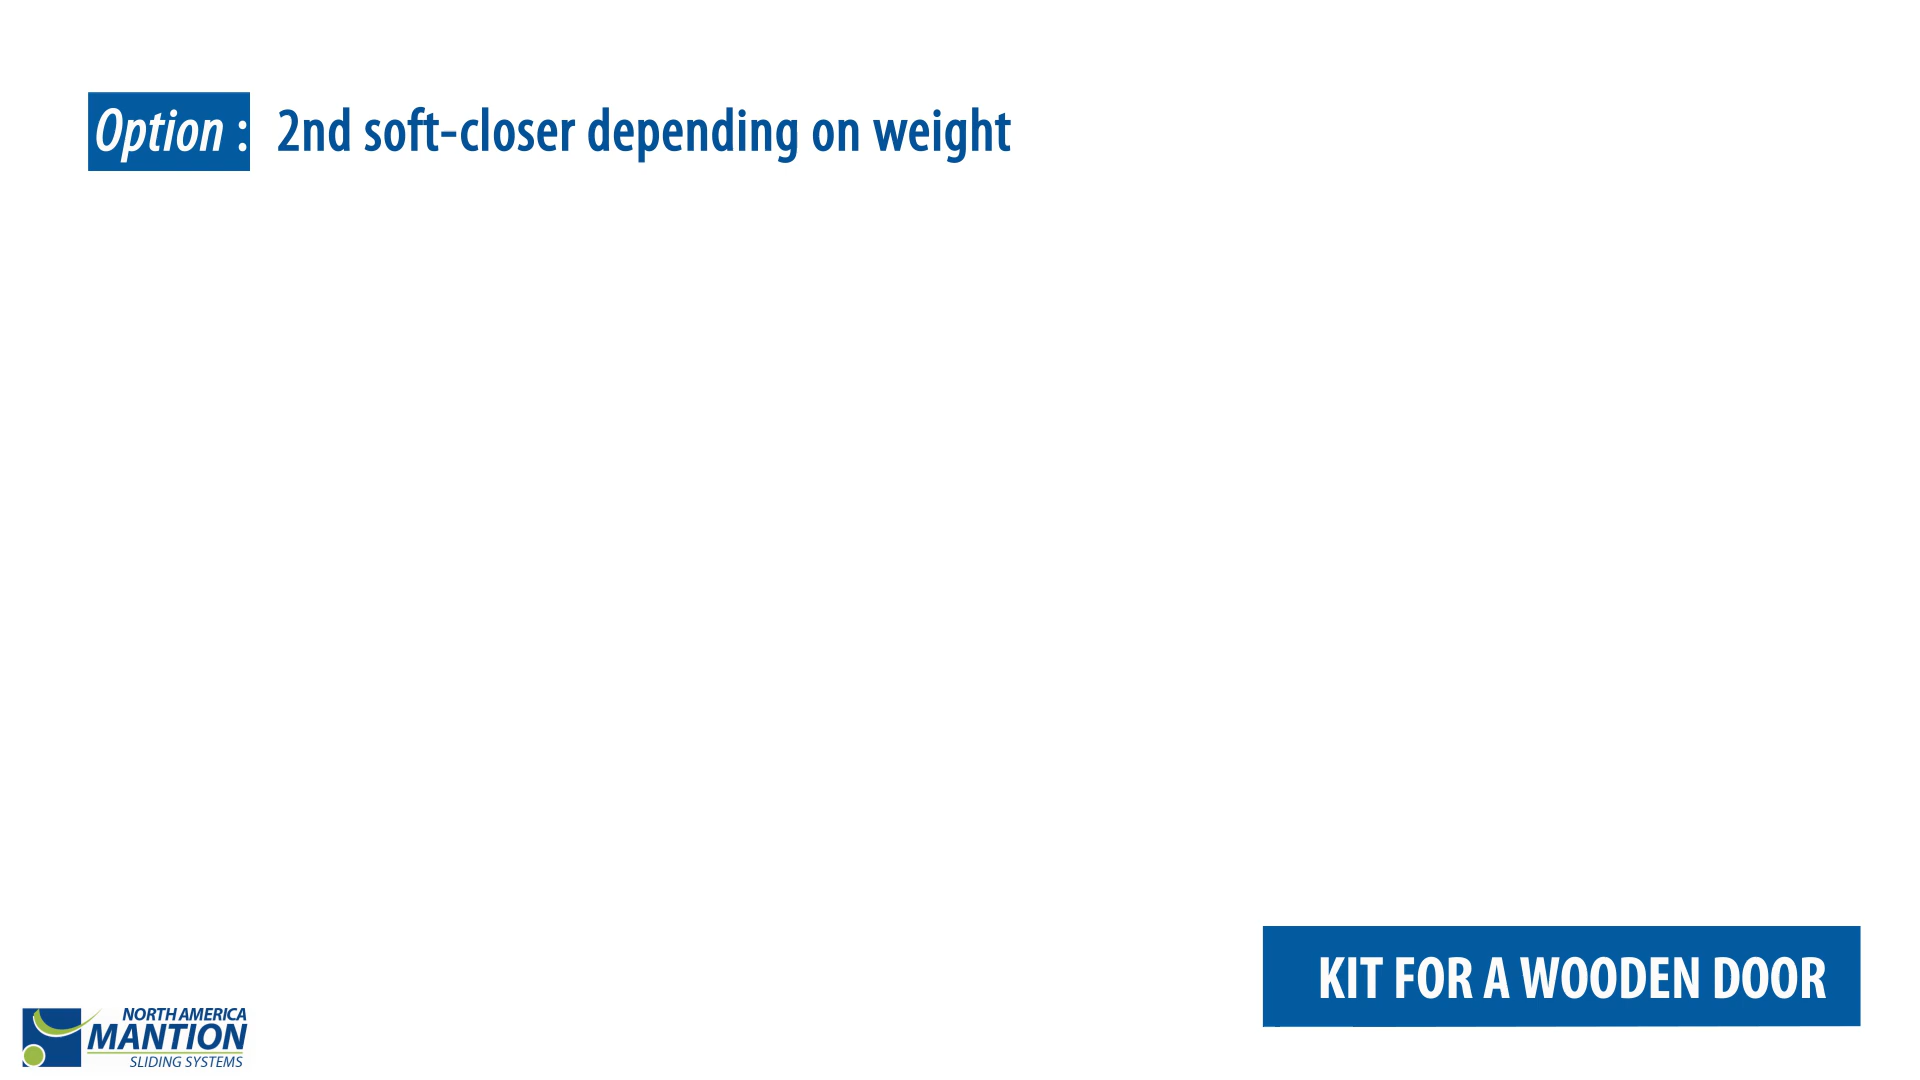 Option : 2nd soft-closer depending on weight
KIT FOR A WOODEN DOOR
NORTH AMERICA
MANTION
SLIDING SYSTEMS